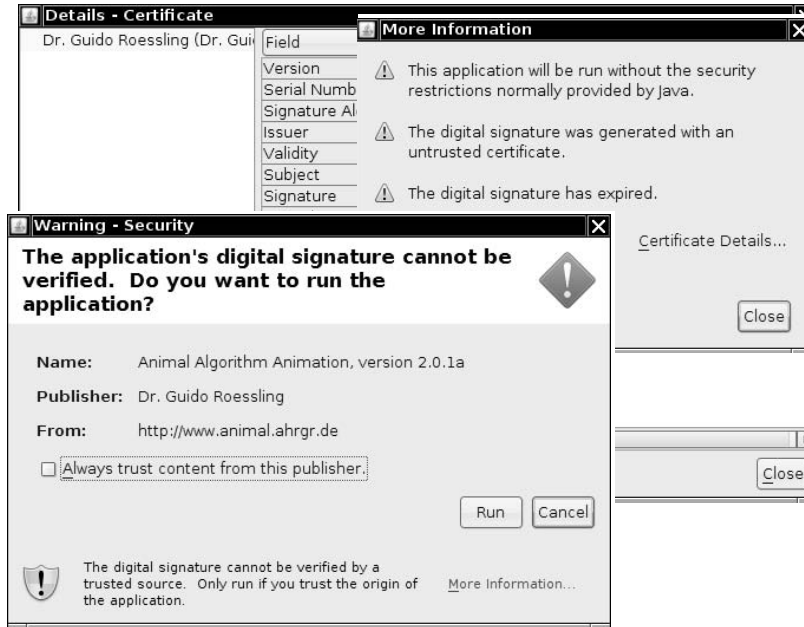 Details - Certificate
Dr. Guido Roessling (Dr. Gui
Field
Version
Serial Numb
Signature Al
Issuer
Validity
Subject
Signature
More Information
This application will be run without the security
restrictions normally provided by Java.
The digital signature was generated with an
untrusted certificate.
The digital signature has expired.
Certificate Details...
Close
Close
Warning - Security
The application's digital signature cannot be
verified. Do you want to run the
application?
Name: Animal Algorithm Animation, version 2.0.1a
Publisher: Dr. Guido Roessling
From: http://www.animal.ahrgr.de
Always trust content from this publisher.
Run Cancel
The digital signature cannot be verified by a
trusted source. Only run if you trust the origin of
the application.
More Information...